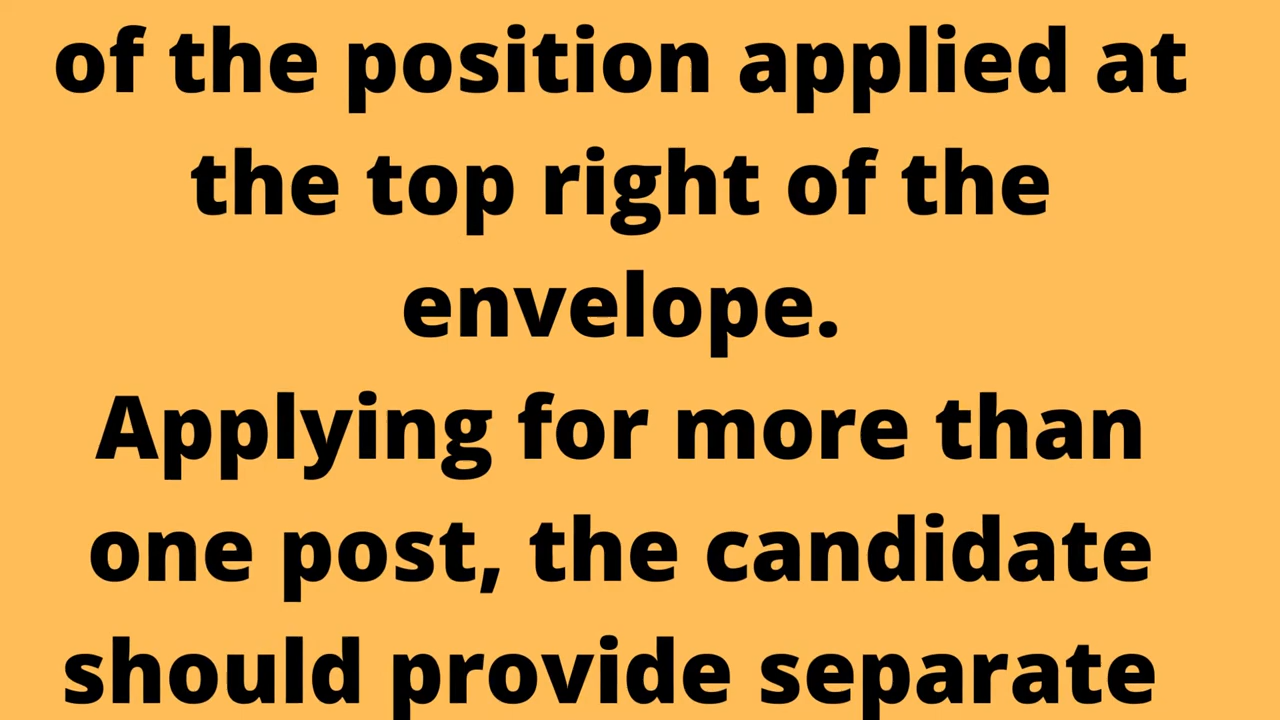 of the position applied at
the top right of the
envelope.
Applying for more than
one post, the candidate
should provide separate